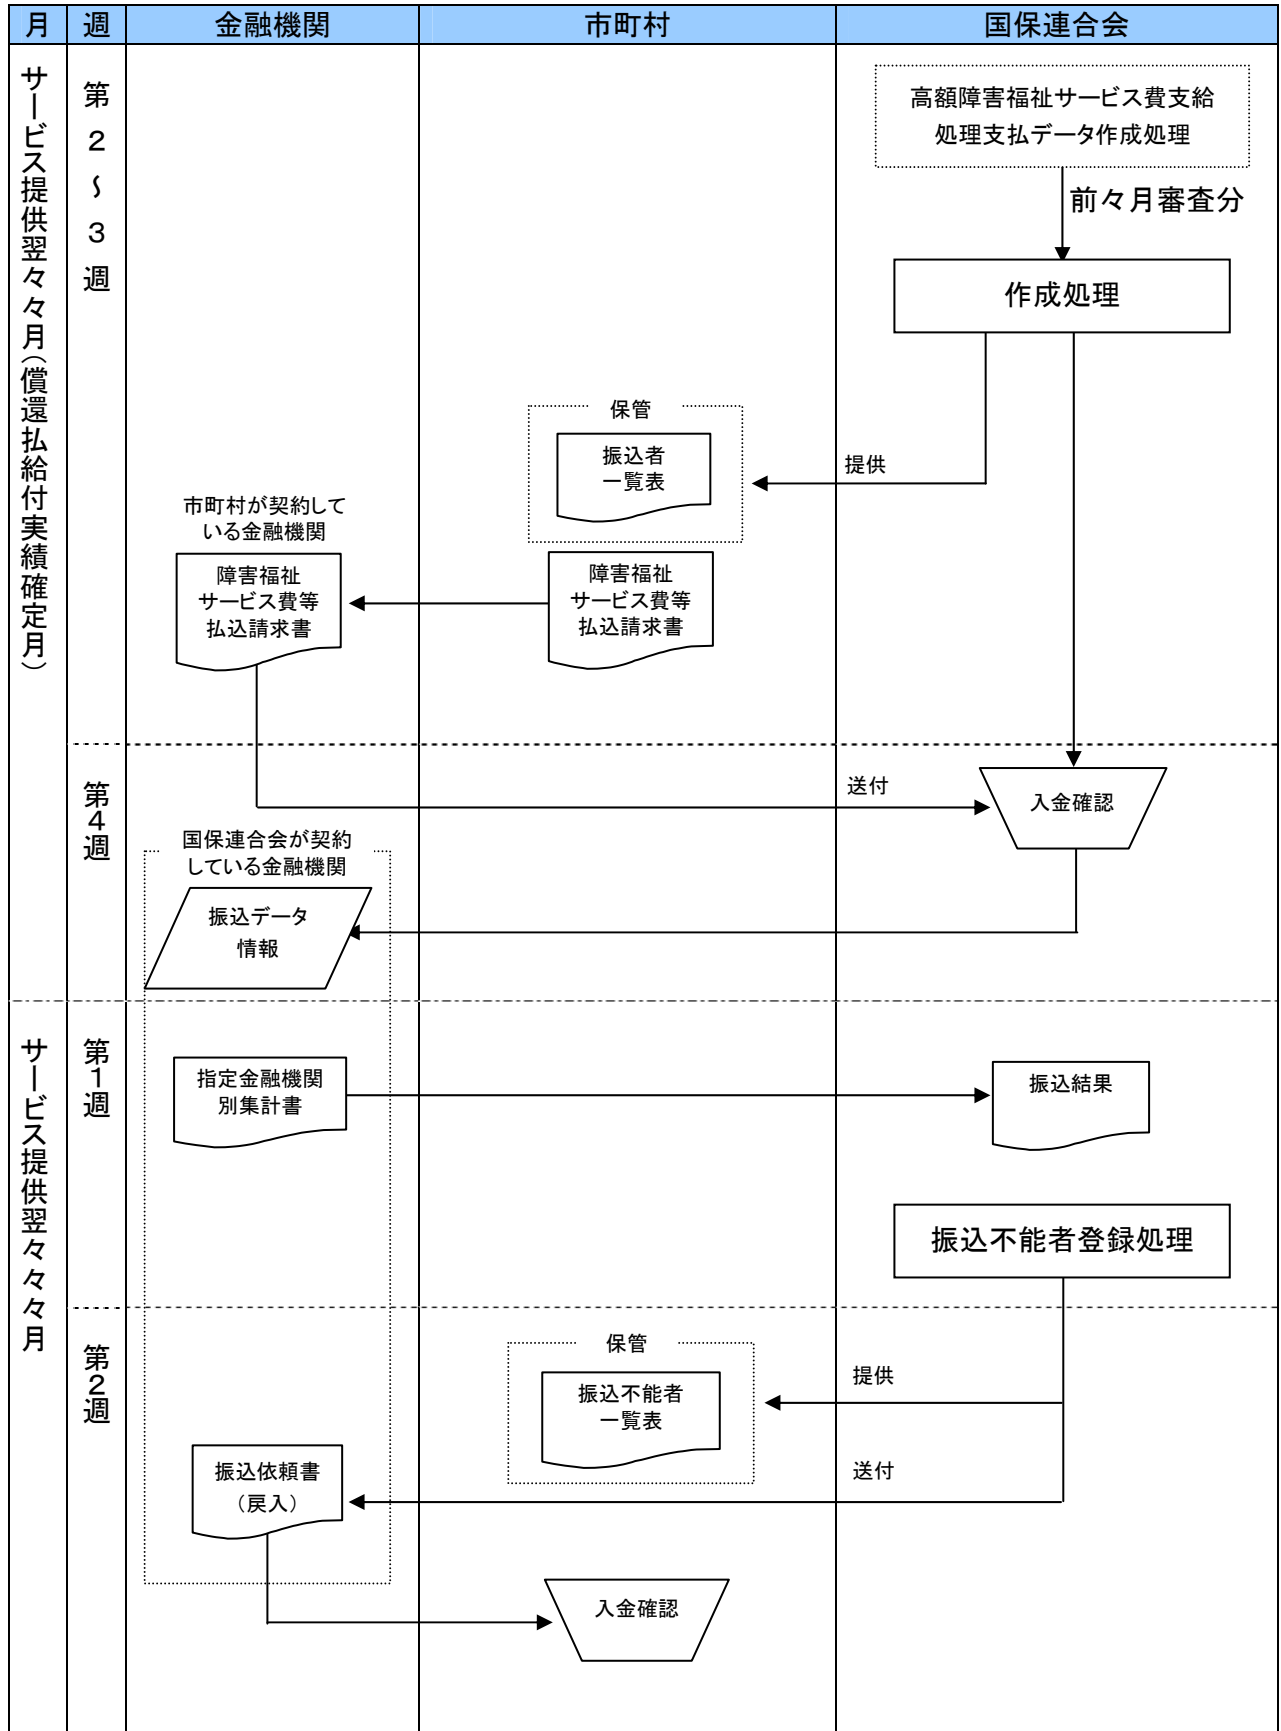 月 週 金融機関 市町村 国保連合会
サービス提供翌々月（償還払給付実績確定月）
第２～３週
高額障害福祉サービス費支給
処理支払データ作成処理
前々月審査分
作成処理
保管
振込者
一覧表
提供
市町村が契約して
いる金融機関
障害福祉
サービス費等
払込請求書
障害福祉
サービス費等
払込請求書
第４週
送付
入金確認
国保連合会が契約
している金融機関
振込データ
情報
サービス提供翌々々月
第１週
指定金融機関
別集計書
振込結果
振込不能者登録処理
第２週
保管
振込不能者
一覧表
提供
振込依頼書
（戻入）
送付
入金確認